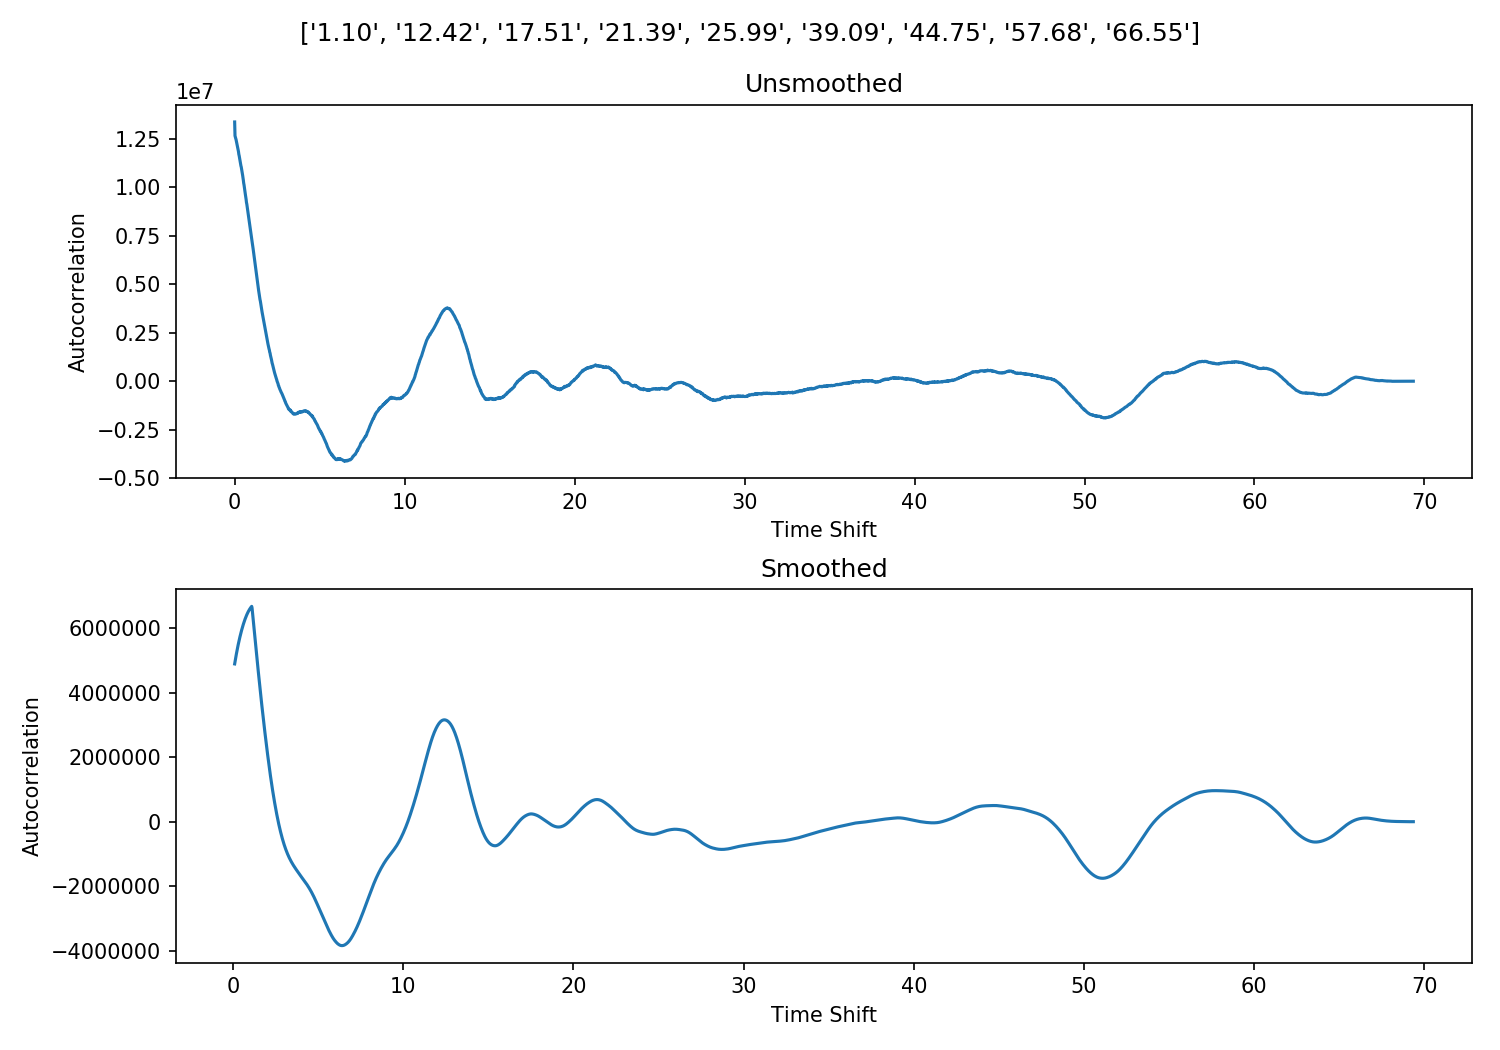 ['1.10', '12.42', '17.51', '21.39', '25.99', '39.09', '44.75', '57.68', '66.55']
Unsmoothed
1e7
1.25
1.00
0.75
0.50
0.25
0.00
−0.25
−0.50
Autocorrelation
0 10 20 30 40 50 60 70
Time Shift
Smoothed
6000000
4000000
2000000
0
−2000000
−4000000
Autocorrelation
0 10 20 30 40 50 60 70
Time Shift